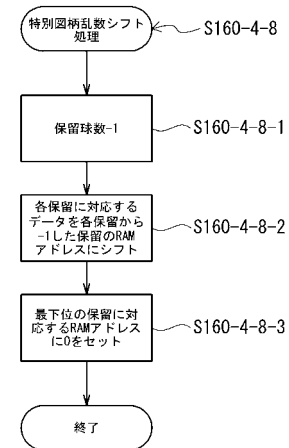 特別図柄乱数シフト
処理
S160-4-8
保留球数-1
S160-4-8-1
各保留に対応する
データを各保留から
-1した保留のRAM
アドレスにシフト
S160-4-8-2
最下位の保留に対
応するRAMアドレス
に0をセット
S160-4-8-3
終了